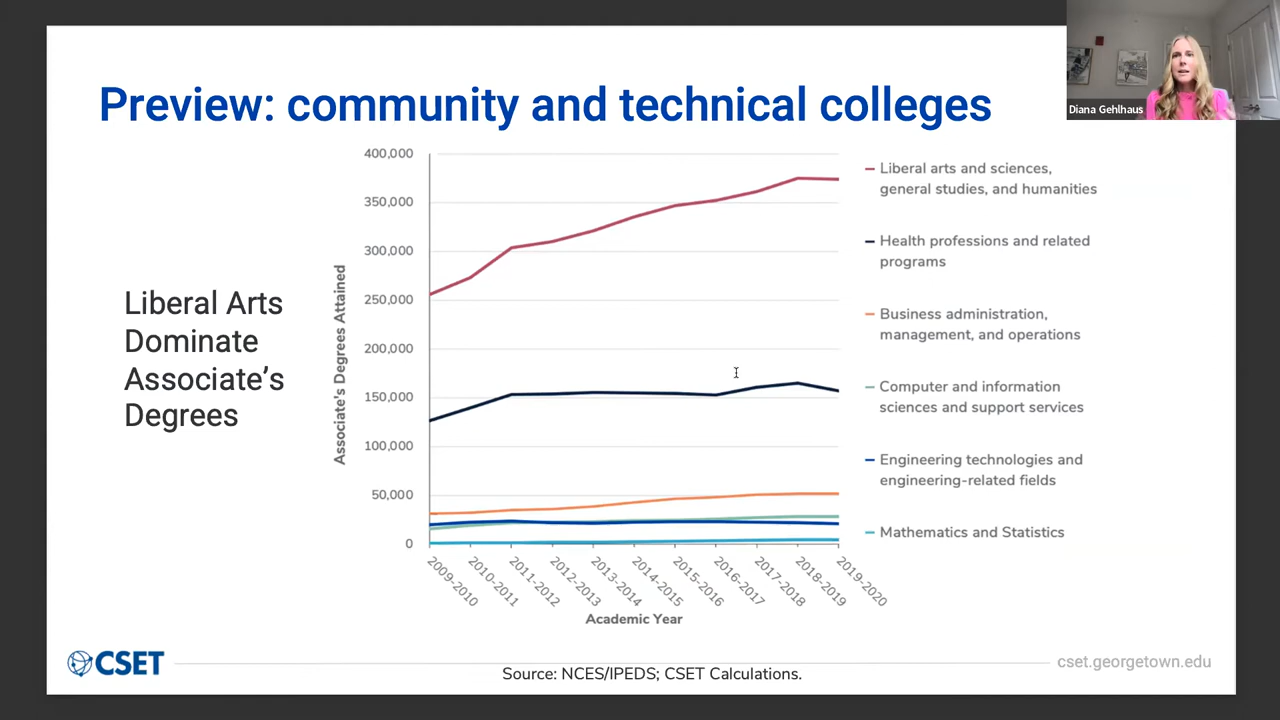 Preview: community and technical colleges
Diana Gehlhaus
Liberal Arts
Dominate
Associate's
Degrees
Associate's Degrees Attained
400,000
350,000
300,000
250,000
200,000
150,000
100,000
50,000
0
2009-2010
2010-2011
2011-2012
2012-2013
2013-2014
2014-2015
2015-2016
2016-2017
2017-2018
2018-2019
2019-2020
Academic Year
Liberal arts and sciences,
general studies, and humanities
Health professions and related
programs
Business administration,
management, and operations
Computer and information
sciences and support services
Engineering technologies and
engineering-related fields
Mathematics and Statistics
CSET
Source: NCES/IPEDS; CSET Calculations.
cset.georgetown.edu